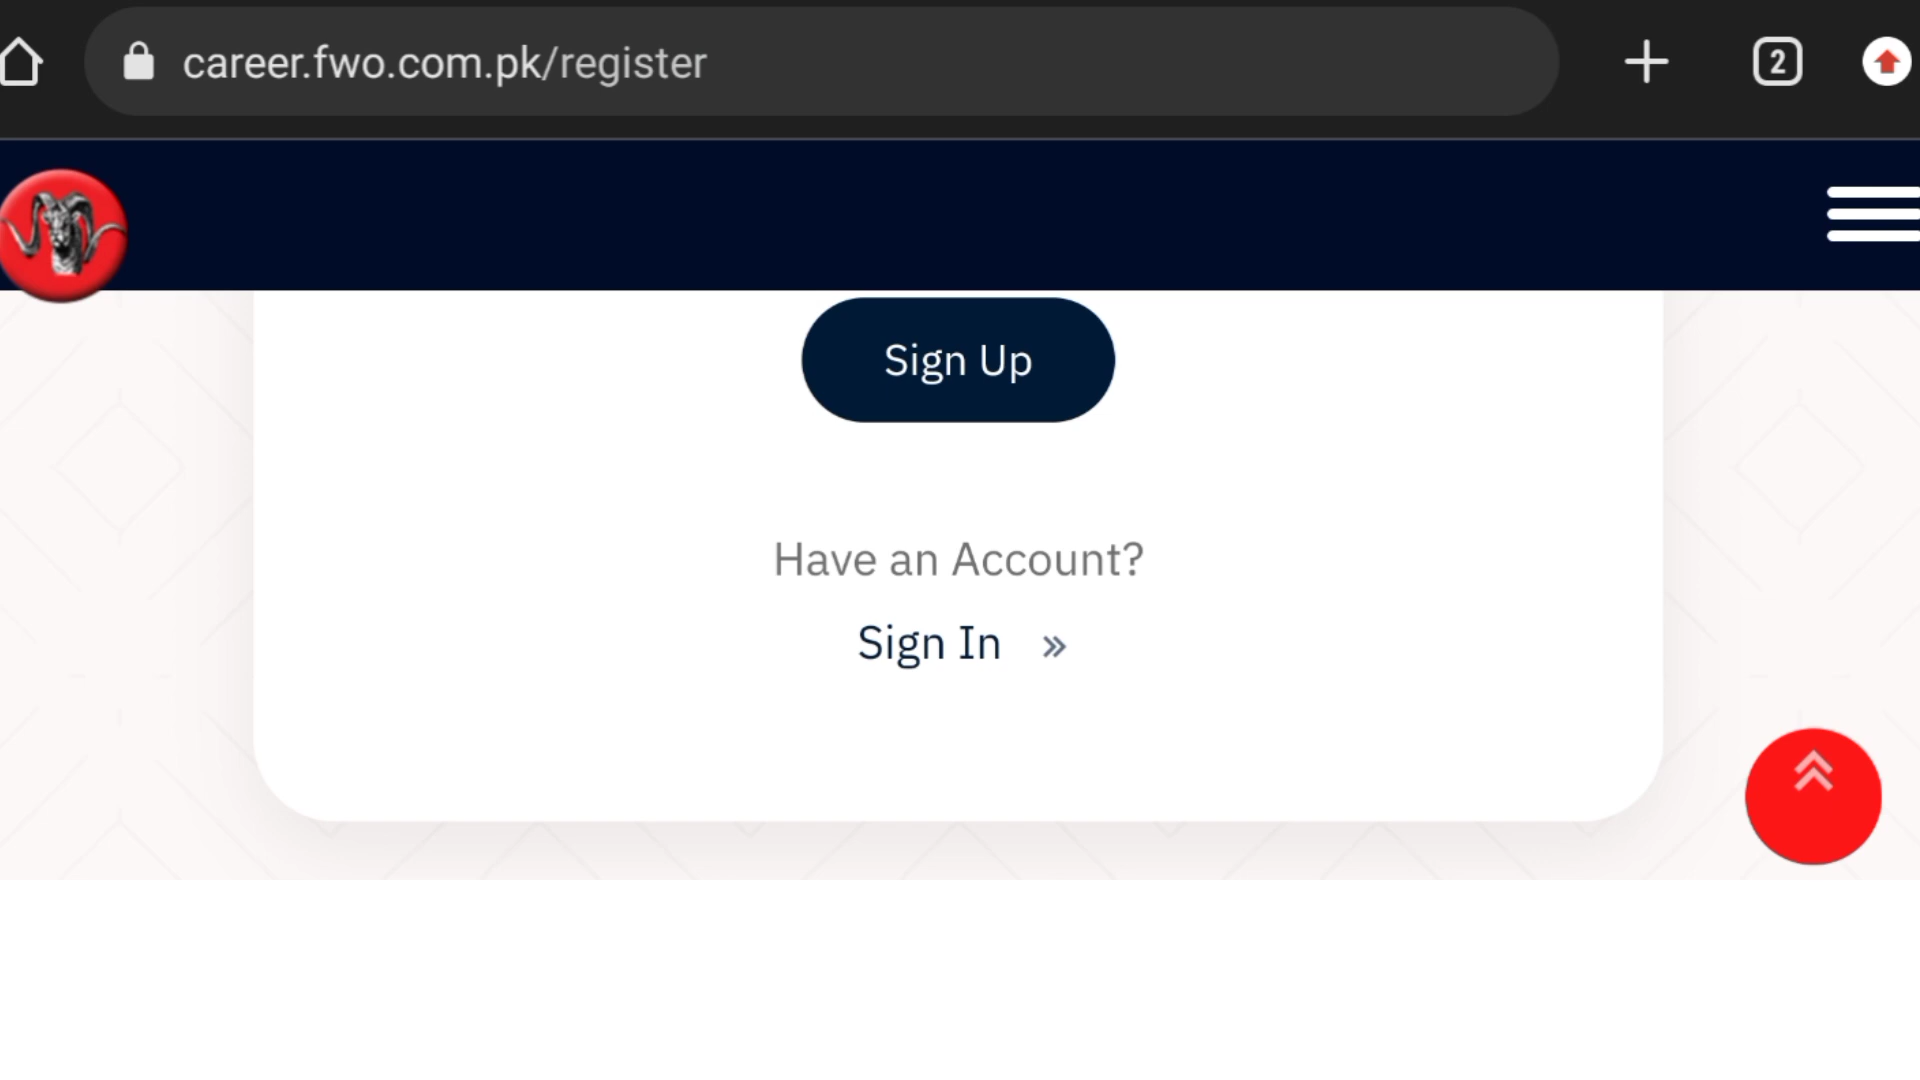 career.fwo.com.pk/register
2
Sign Up
Have an Account?
Sign In »